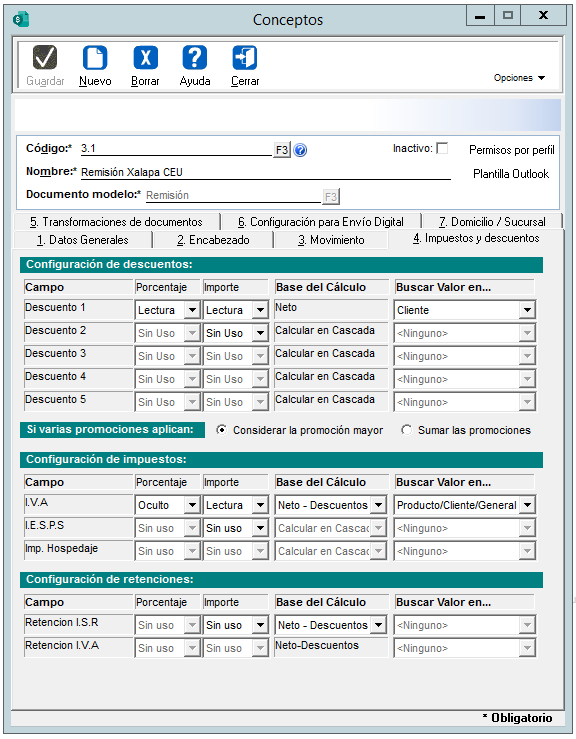 Conceptos
Guardar Nuevo Borrar Ayuda Cerrar
Opciones
Código:* 3.1 F3 Inactivo: Permisos por perfil
Nombre:* Remisión Xalapa CEU Plantilla Outlook
Documento modelo:* Remisión F3
5. Transformaciones de documentos 6. Configuración para Envío Digital 7. Domicilio / Sucursal
1. Datos Generales 2. Encabezado 3. Movimiento 4. Impuestos y descuentos
Configuración de descuentos:
Campo Porcentaje Importe Base del Cálculo Buscar Valor en...
Descuento 1 Lectura Lectura Neto Cliente
Descuento 2 Sin Uso Sin Uso Calcular en Cascada <Ninguno>
Descuento 3 Sin Uso Sin Uso Calcular en Cascada <Ninguno>
Descuento 4 Sin Uso Sin Uso Calcular en Cascada <Ninguno>
Descuento 5 Sin Uso Sin Uso Calcular en Cascada <Ninguno>
Si varias promociones aplican: Considerar la promoción mayor Sumar las promociones
Configuración de impuestos:
Campo Porcentaje Importe Base del Cálculo Buscar Valor en...
I.V.A Oculto Lectura Neto - Descuentos Producto/Cliente/General
I.E.S.P.S Sin uso Sin uso Calcular en Cascac <Ninguno>
Imp. Hospedaje Sin uso Sin uso Calcular en Cascac <Ninguno>
Configuración de retenciones:
Campo Porcentaje Importe Base del Cálculo Buscar Valor en...
Retencion I.S.R Sin uso Sin uso Neto - Descuentos <Ninguno>
Retencion I.V.A Sin uso Sin uso Neto-Descuentos <Ninguno>
* Obligatorio